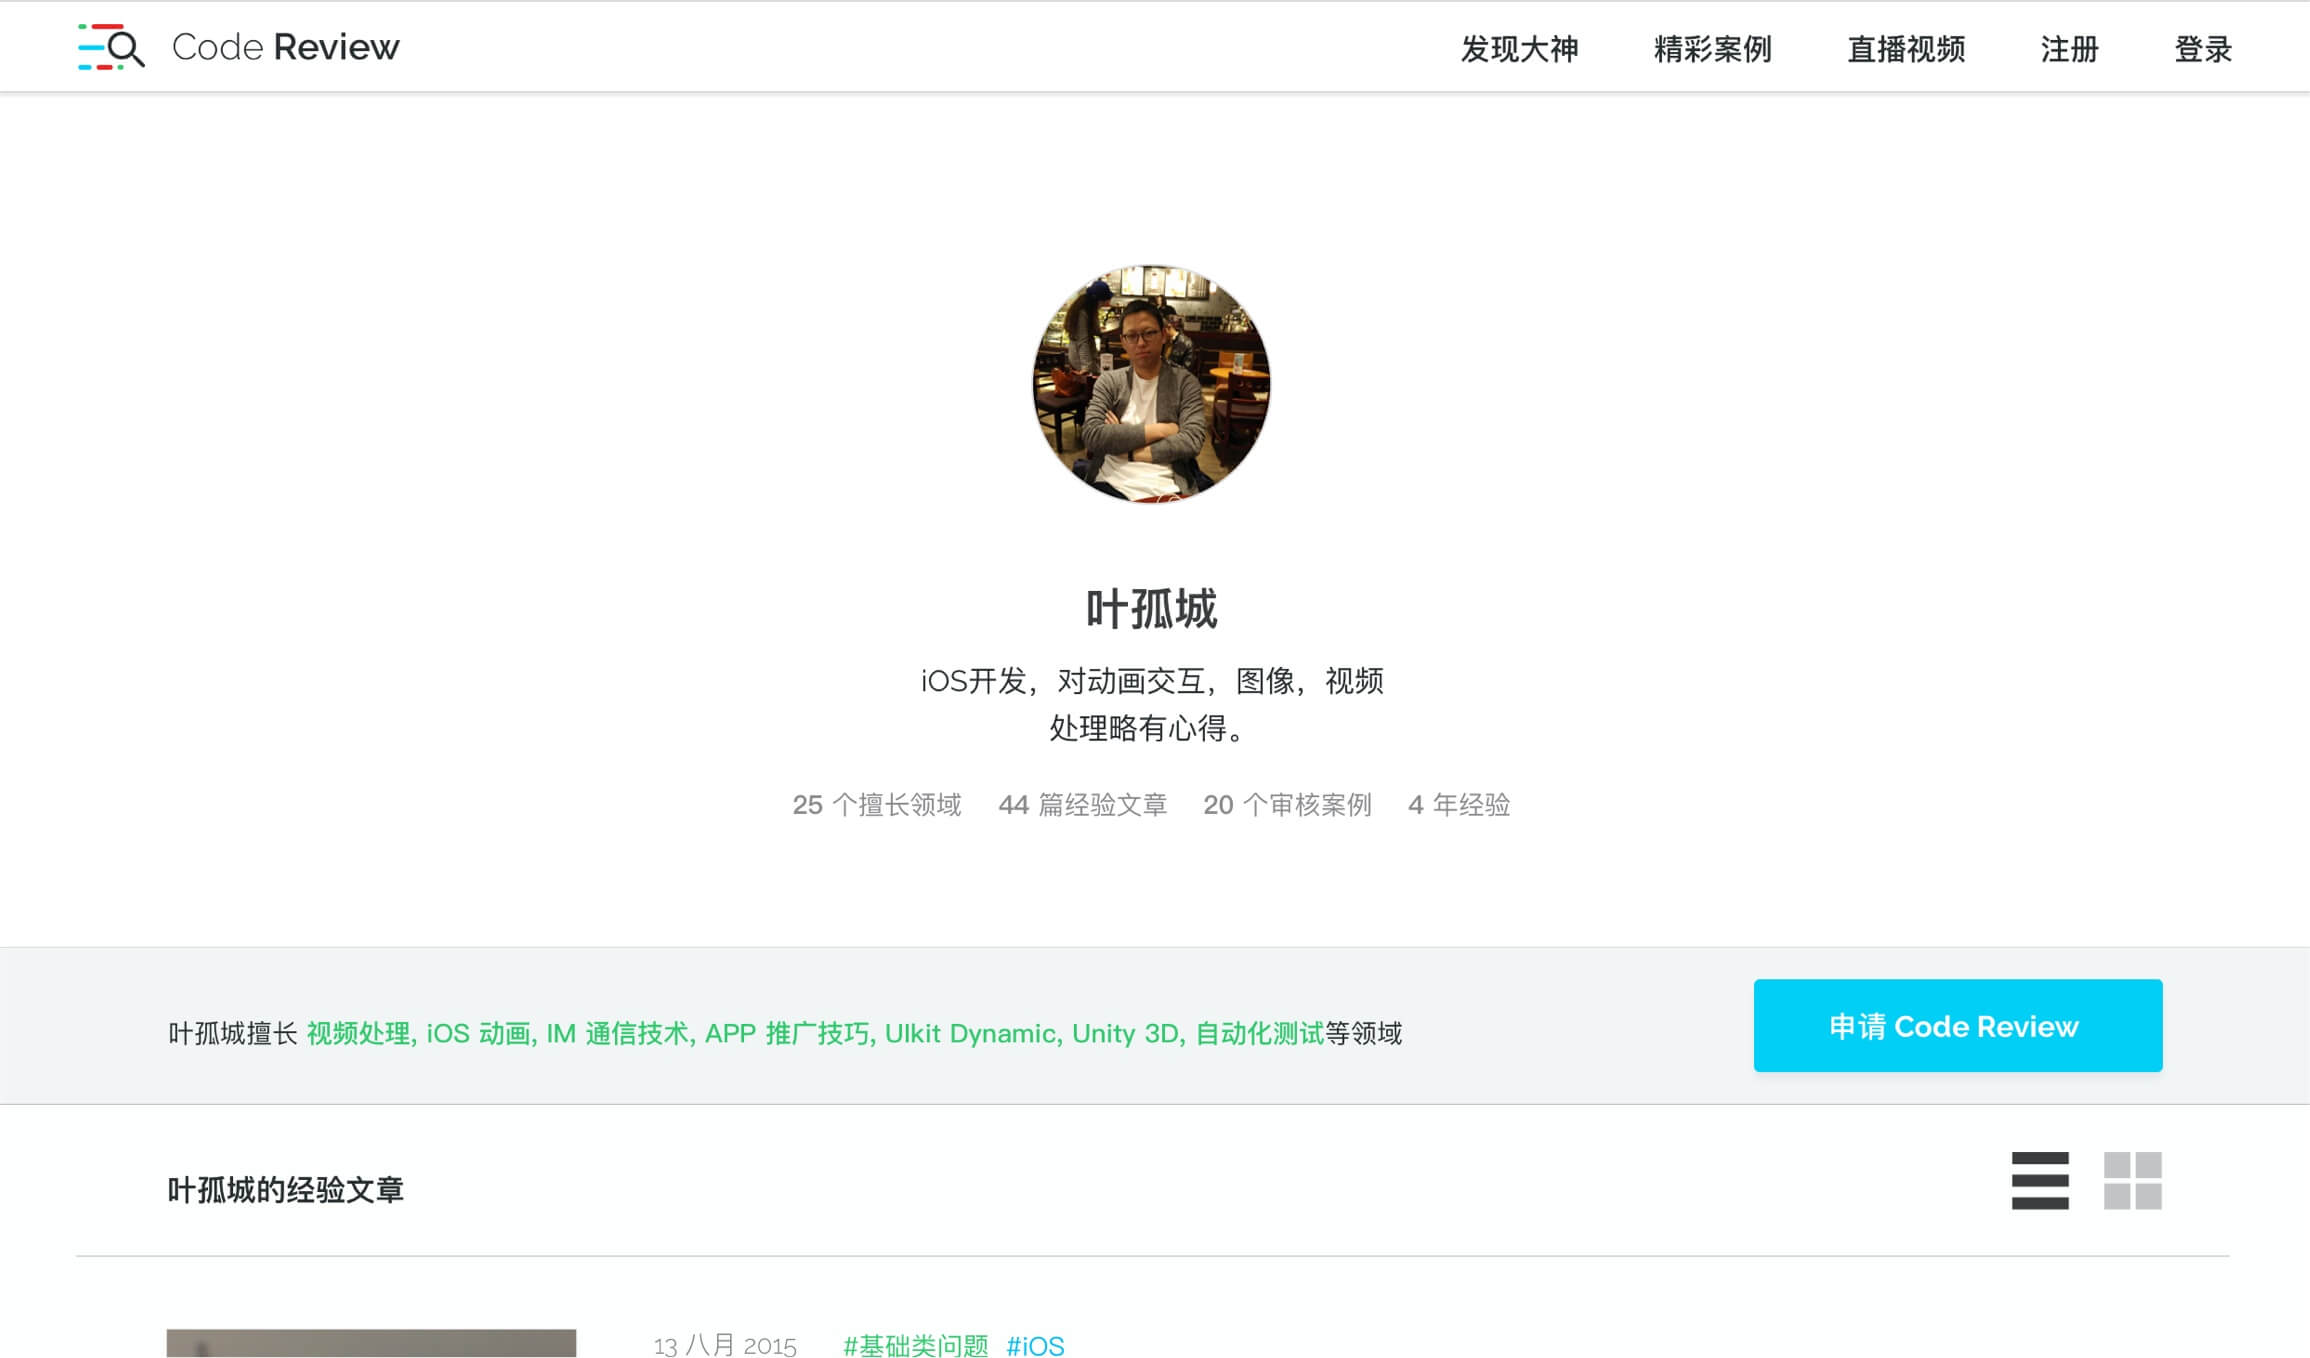 Code Review
发现大神 精彩案例 直播视频 注册 登录
叶孤城
iOS开发，对动画交互，图像，视频
处理略有心得。
25 个擅长领域 44 篇经验文章 20 个审核案例 4 年经验
叶孤城擅长 视频处理, iOS 动画, IM 通信技术, APP 推广技巧, UIkit Dynamic, Unity 3D, 自动化测试等领域
申请 Code Review
叶孤城的经验文章
13 八月 2015 #基础类问题 #iOS